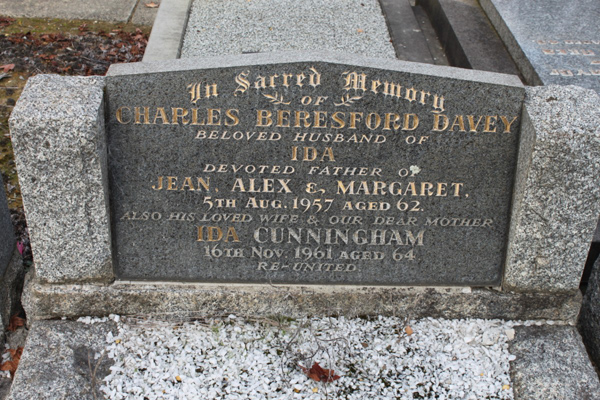 In Sacred Memory
OF
CHARLES BERESFORD DAVEY
BELOVED HUSBAND OF
IDA
DEVOTED FATHER OF
JEAN, ALEX &, MARGARET.
5TH AUG. 1957 AGED 62.
ALSO HIS LOVED WIFE & OUR DEAR MOTHER
IDA CUNNINGHAM
16TH NOV. 1961 AGED 64
RE-UNITED.